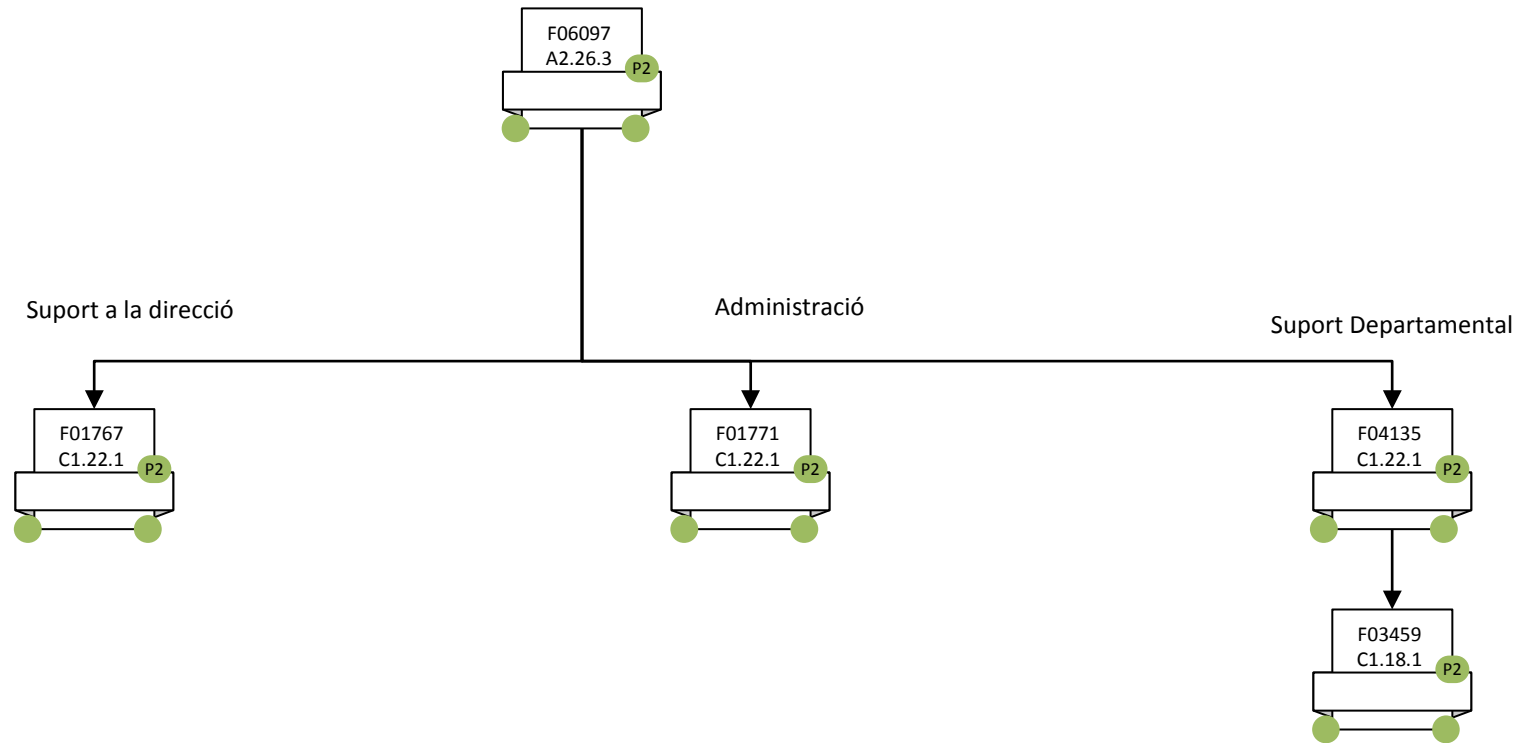 F06097
A2.26.3
P2
Suport a la direcció
Administració
Suport Departamental
F01767
C1.22.1
P2
F01771
C1.22.1
P2
F04135
C1.22.1
P2
F03459
C1.18.1
P2